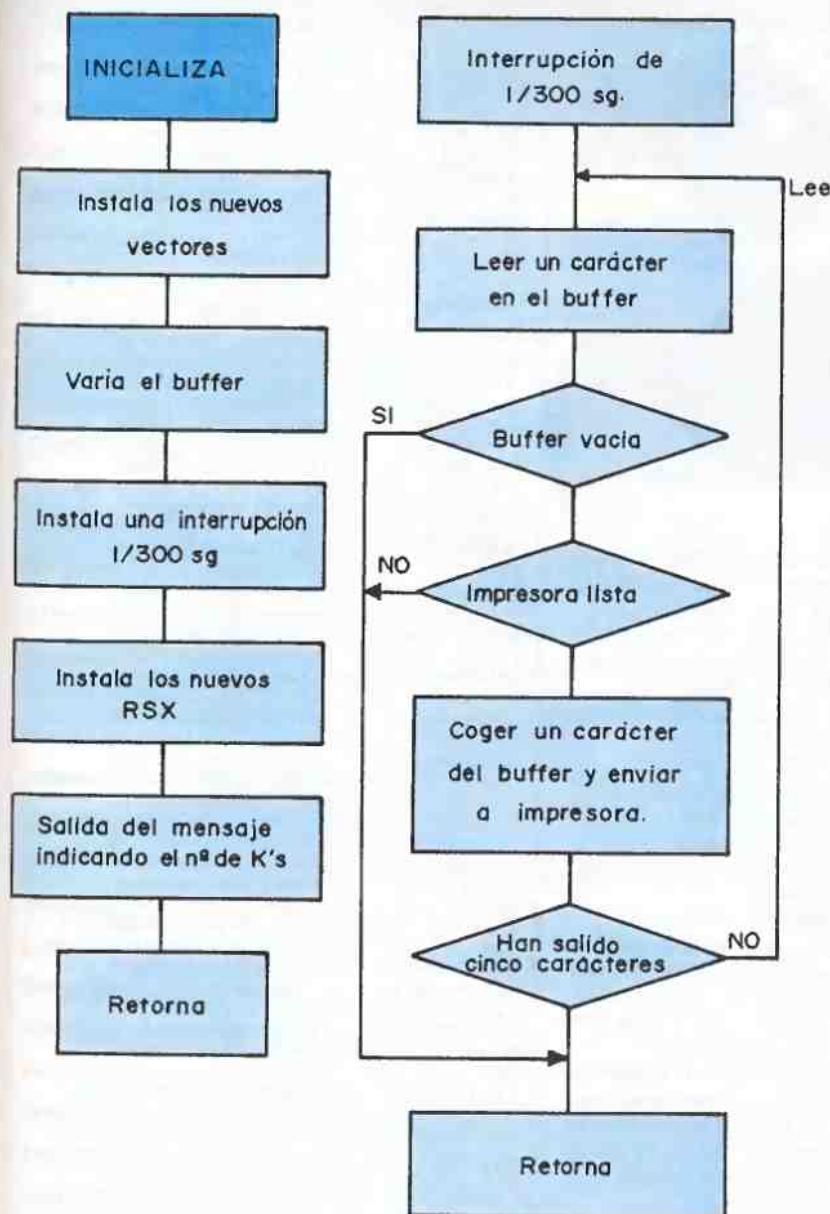 INICIALIZA
Instala los nuevos
vectores
Varia el buffer
Instala una interrupción
1/300 sg
Instala los nuevos
RSX
Salida del mensaje
indicando el nº de K's
Retorna
Interrupción de
1/300 sg.
Lee
Leer un carácter
en el buffer
SI
Buffer vacia
NO
Impresora lista
Coger un carácter
del buffer y enviar
a impresora.
Han salido
cinco carácteres
NO
Retorna